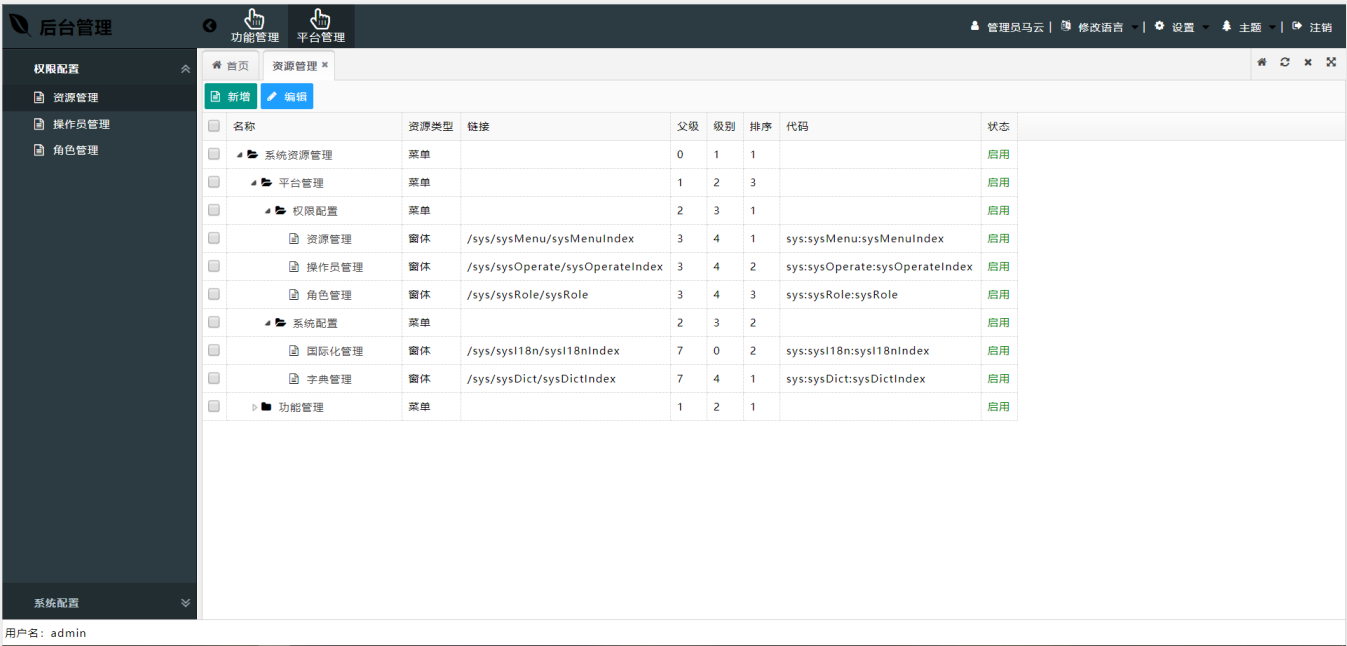 后台管理
功能管理 平台管理
管理员马云 | 修改语言 | 设置 主题 | 注销
权限配置
资源管理
操作员管理
角色管理
系统配置
首页 资源管理 ×
新增 编辑
名称 资源类型 链接 父级 级别 排序 代码 状态
系统资源管理 菜单 0 1 1 启用
平台管理 菜单 1 2 3 启用
权限配置 菜单 2 3 1 启用
资源管理 窗体 /sys/sysMenu/sysMenuIndex 3 4 1 sys:sysMenu:sysMenuIndex 启用
操作员管理 窗体 /sys/sysOperate/sysOperateIndex 3 4 2 sys:sysOperate:sysOperateIndex 启用
角色管理 窗体 /sys/sysRole/sysRole 3 4 3 sys:sysRole:sysRole 启用
系统配置 菜单 2 3 2 启用
国际化管理 窗体 /sys/sysI18n/sysI18nIndex 7 0 2 sys:sysI18n:sysI18nIndex 启用
字典管理 窗体 /sys/sysDict/sysDictIndex 7 4 1 sys:sysDict:sysDictIndex 启用
功能管理 菜单 1 2 1 启用
用户名：admin